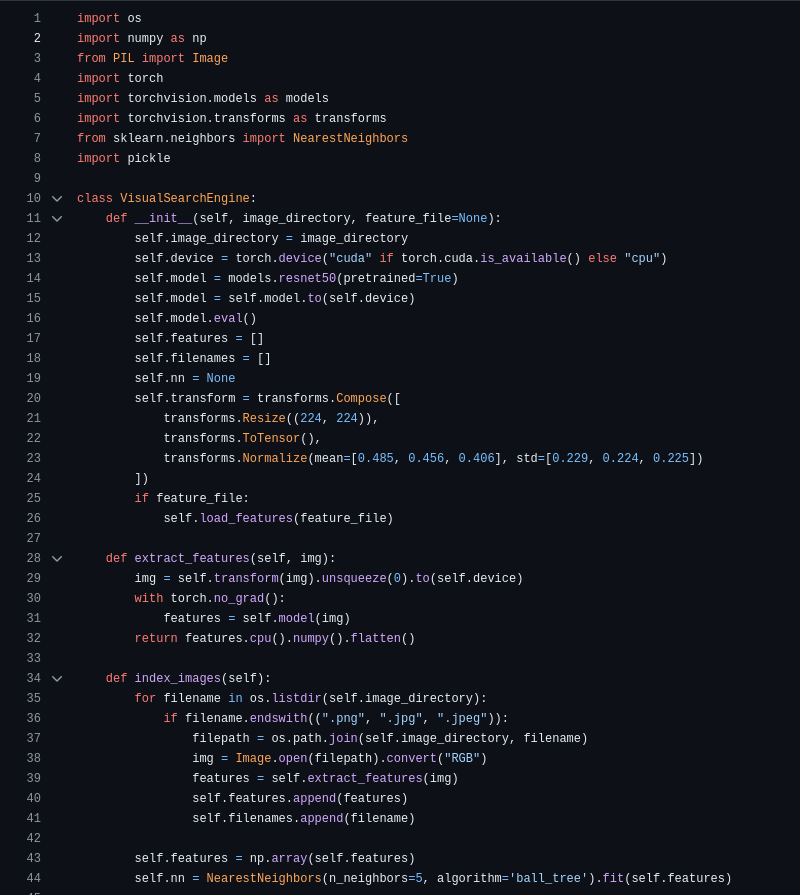 1 import os
2 import numpy as np
3 from PIL import Image
4 import torch
5 import torchvision.models as models
6 import torchvision.transforms as transforms
7 from sklearn.neighbors import NearestNeighbors
8 import pickle
9
10 class VisualSearchEngine:
11     def __init__(self, image_directory, feature_file=None):
12         self.image_directory = image_directory
13         self.device = torch.device("cuda" if torch.cuda.is_available() else "cpu")
14         self.model = models.resnet50(pretrained=True)
15         self.model = self.model.to(self.device)
16         self.model.eval()
17         self.features = []
18         self.filenames = []
19         self.nn = None
20         self.transform = transforms.Compose([
21             transforms.Resize((224, 224)),
22             transforms.ToTensor(),
23             transforms.Normalize(mean=[0.485, 0.456, 0.406], std=[0.229, 0.224, 0.225])
24         ])
25         if feature_file:
26             self.load_features(feature_file)
27
28     def extract_features(self, img):
29         img = self.transform(img).unsqueeze(0).to(self.device)
30         with torch.no_grad():
31             features = self.model(img)
32         return features.cpu().numpy().flatten()
33
34     def index_images(self):
35         for filename in os.listdir(self.image_directory):
36             if filename.endswith((".png", ".jpg", ".jpeg")):
37                 filepath = os.path.join(self.image_directory, filename)
38                 img = Image.open(filepath).convert("RGB")
39                 features = self.extract_features(img)
40                 self.features.append(features)
41                 self.filenames.append(filename)
42
43         self.features = np.array(self.features)
44         self.nn = NearestNeighbors(n_neighbors=5, algorithm='ball_tree').fit(self.features)